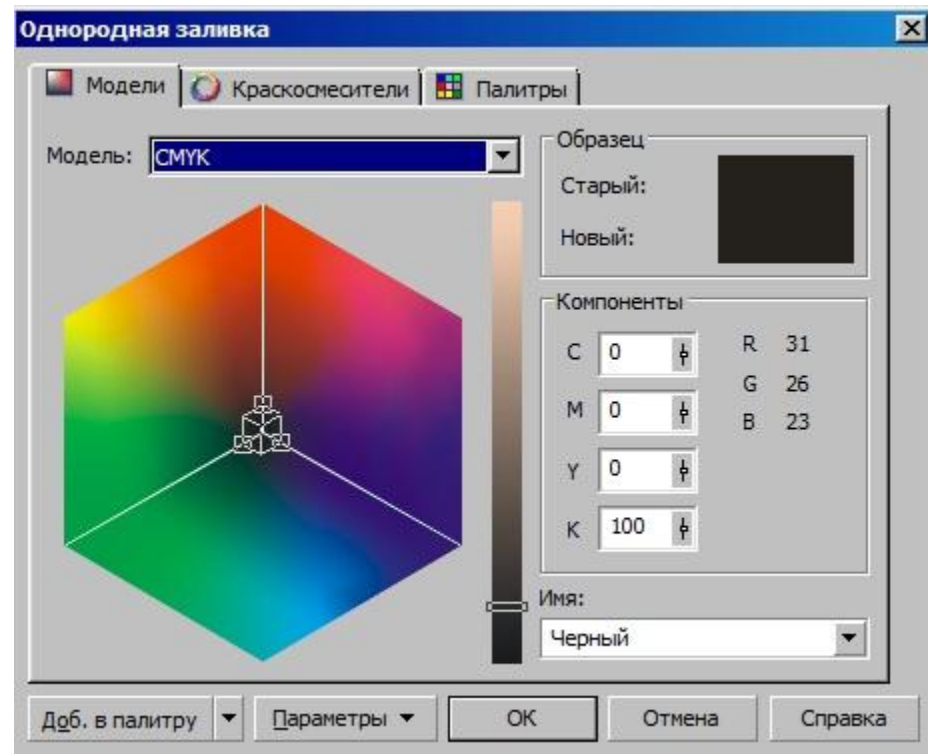 Однородная заливка
Модели Краскосмесители Палитры
Модель: CMYK
Образец
Старый:
Новый:
Компоненты
C 0 R 31
G 26
M 0 B 23
Y 0
K 100
Имя:
Черный
Доб. в палитру Параметры OK Отмена Справка